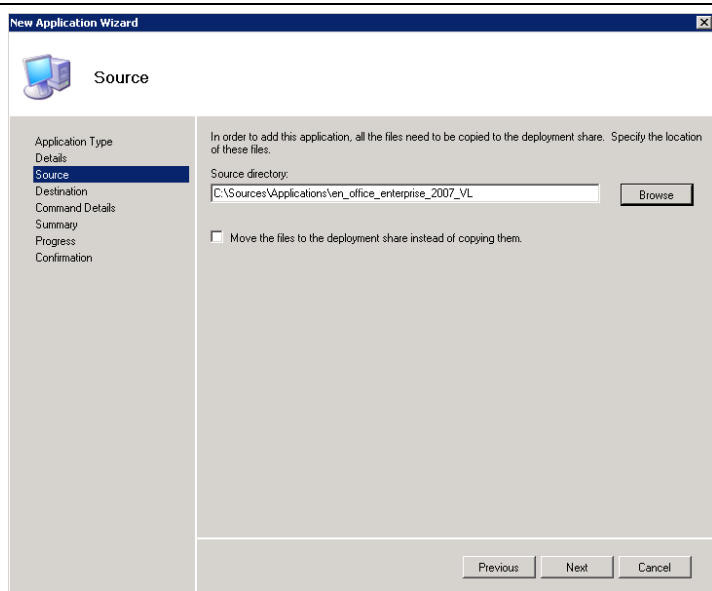 New Application Wizard
Source
Application Type
Details
Source
Destination
Command Details
Summary
Progress
Confirmation
In order to add this application, all the files need to be copied to the deployment share. Specify the location
of these files.
Source directory:
C:\Sources\Applications\en_office_enterprise_2007_VL
Browse
Move the files to the deployment share instead of copying them.
Previous
Next
Cancel